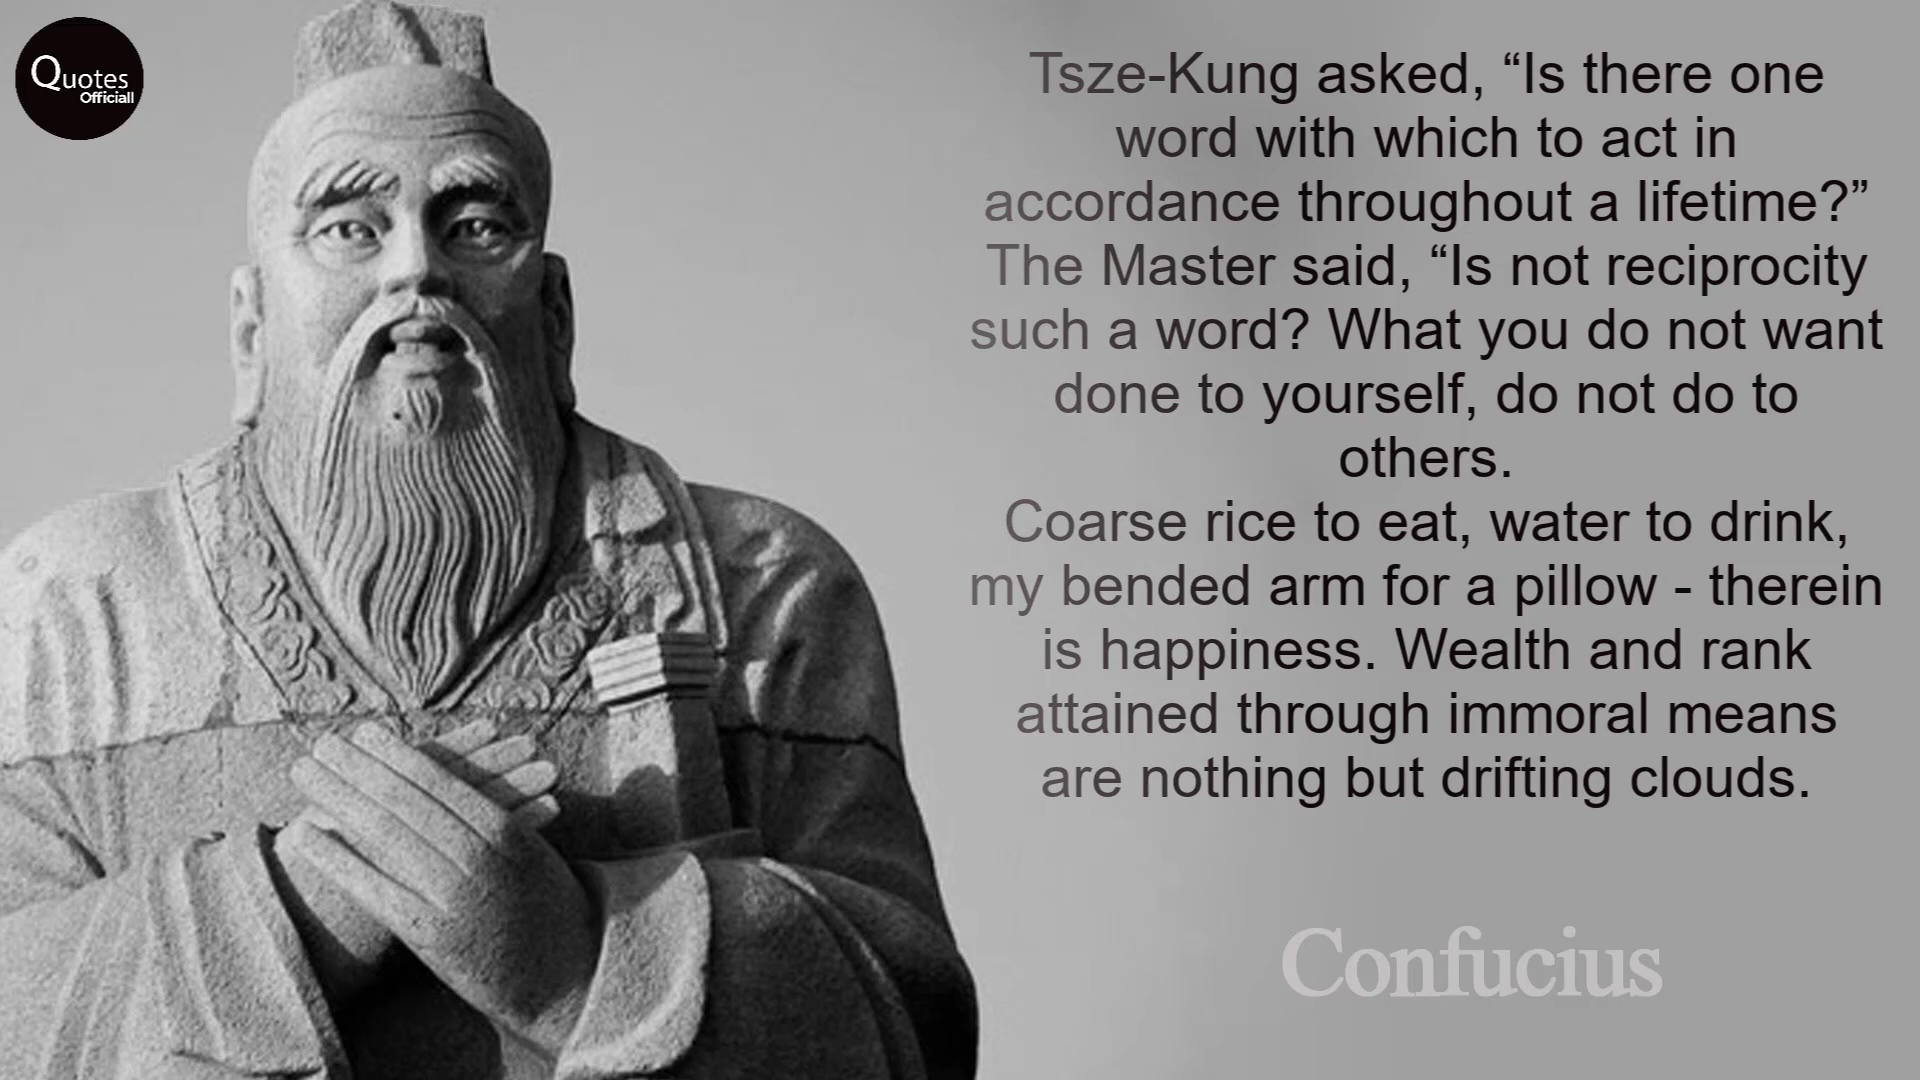 Quotes
Officiall
Tsze-Kung asked, “Is there one
word with which to act in
accordance throughout a lifetime?”
The Master said, “Is not reciprocity
such a word? What you do not want
done to yourself, do not do to
others.
Coarse rice to eat, water to drink,
my bended arm for a pillow - therein
is happiness. Wealth and rank
attained through immoral means
are nothing but drifting clouds.
Confucius